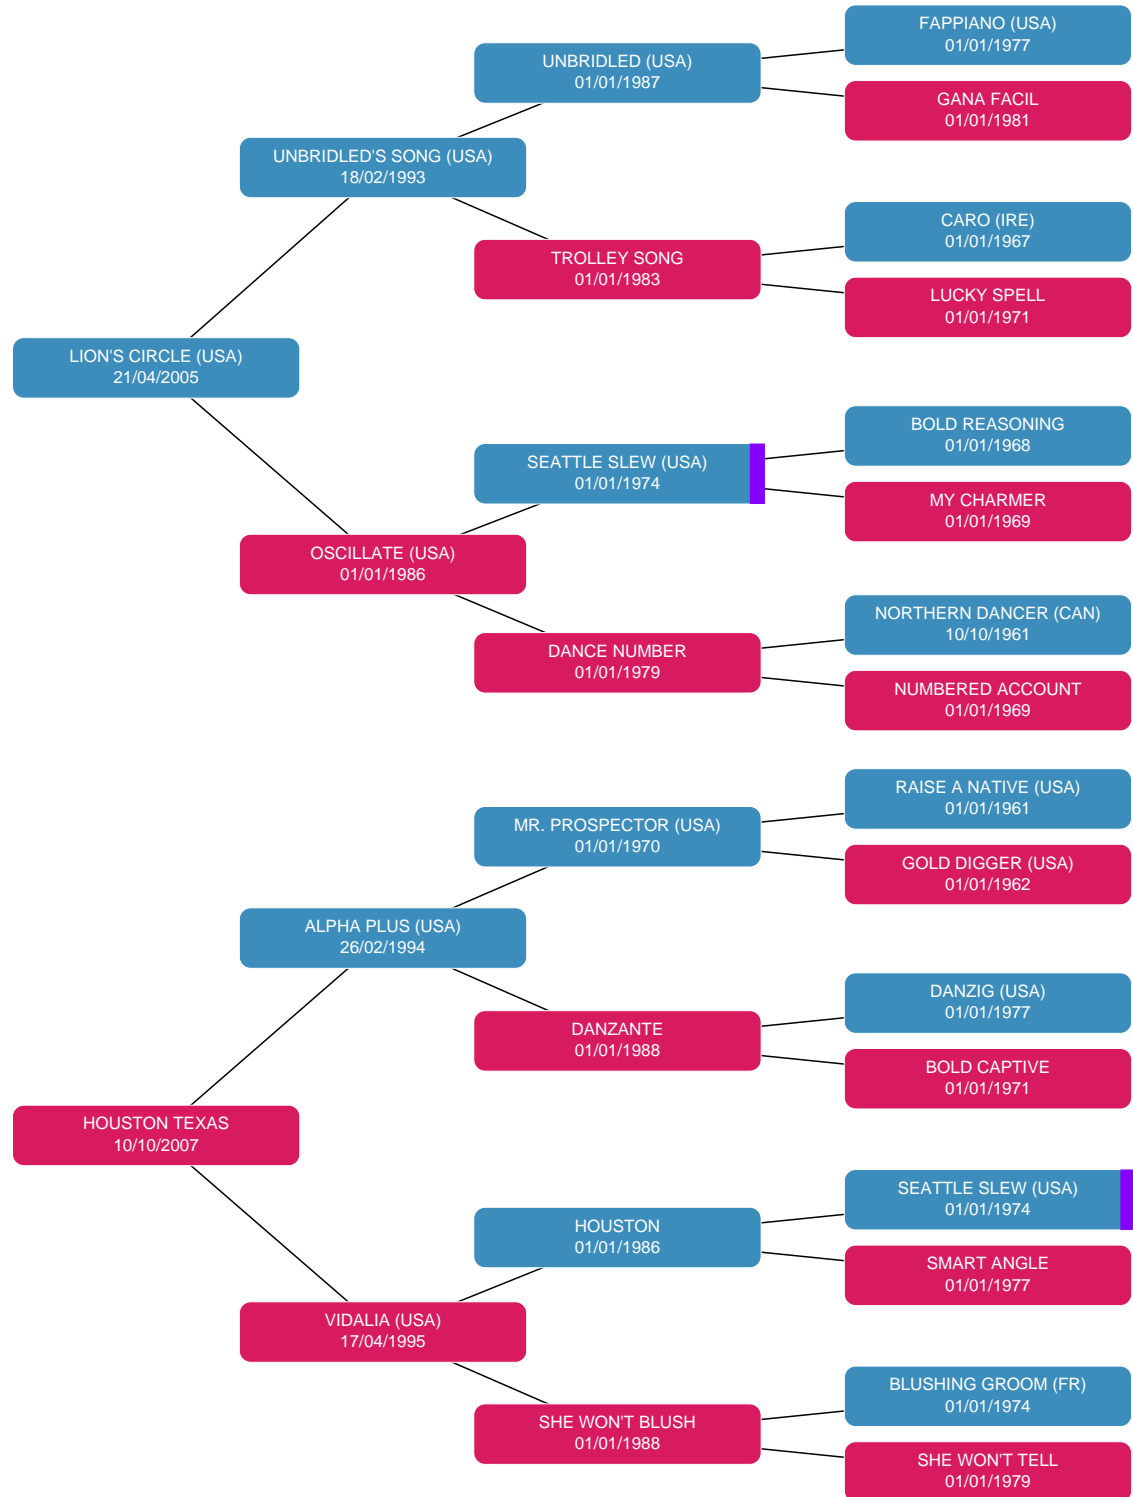 FAPPIANO (USA)
01/01/1977
UNBRIDLED (USA)
01/01/1987
GANA FACIL
01/01/1981
UNBRIDLED'S SONG (USA)
18/02/1993
CARO (IRE)
01/01/1967
TROLLEY SONG
01/01/1983
LUCKY SPELL
01/01/1971
LION'S CIRCLE (USA)
21/04/2005
BOLD REASONING
01/01/1968
SEATTLE SLEW (USA)
01/01/1974
MY CHARMER
01/01/1969
OSCILLATE (USA)
01/01/1986
NORTHERN DANCER (CAN)
10/10/1961
DANCE NUMBER
01/01/1979
NUMBERED ACCOUNT
01/01/1969
RAISE A NATIVE (USA)
01/01/1961
MR. PROSPECTOR (USA)
01/01/1970
GOLD DIGGER (USA)
01/01/1962
ALPHA PLUS (USA)
26/02/1994
DANZIG (USA)
01/01/1977
DANZANTE
01/01/1988
BOLD CAPTIVE
01/01/1971
HOUSTON TEXAS
10/10/2007
SEATTLE SLEW (USA)
01/01/1974
HOUSTON
01/01/1986
SMART ANGLE
01/01/1977
VIDALIA (USA)
17/04/1995
BLUSHING GROOM (FR)
01/01/1974
SHE WON'T BLUSH
01/01/1988
SHE WON'T TELL
01/01/1979